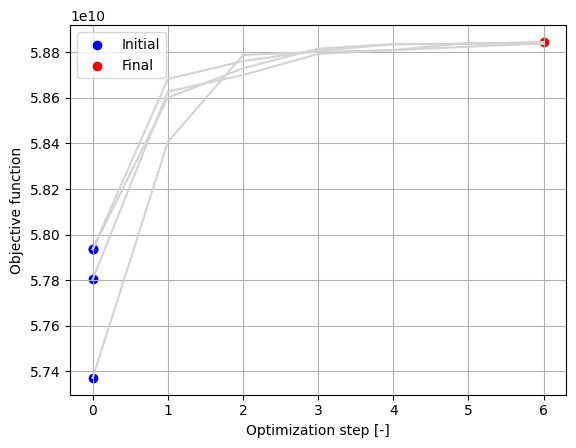 1e10
Initial
Final
5.88
5.86
5.84
5.82
5.80
5.78
5.76
5.74
Objective function
0 1 2 3 4 5 6
Optimization step [-]